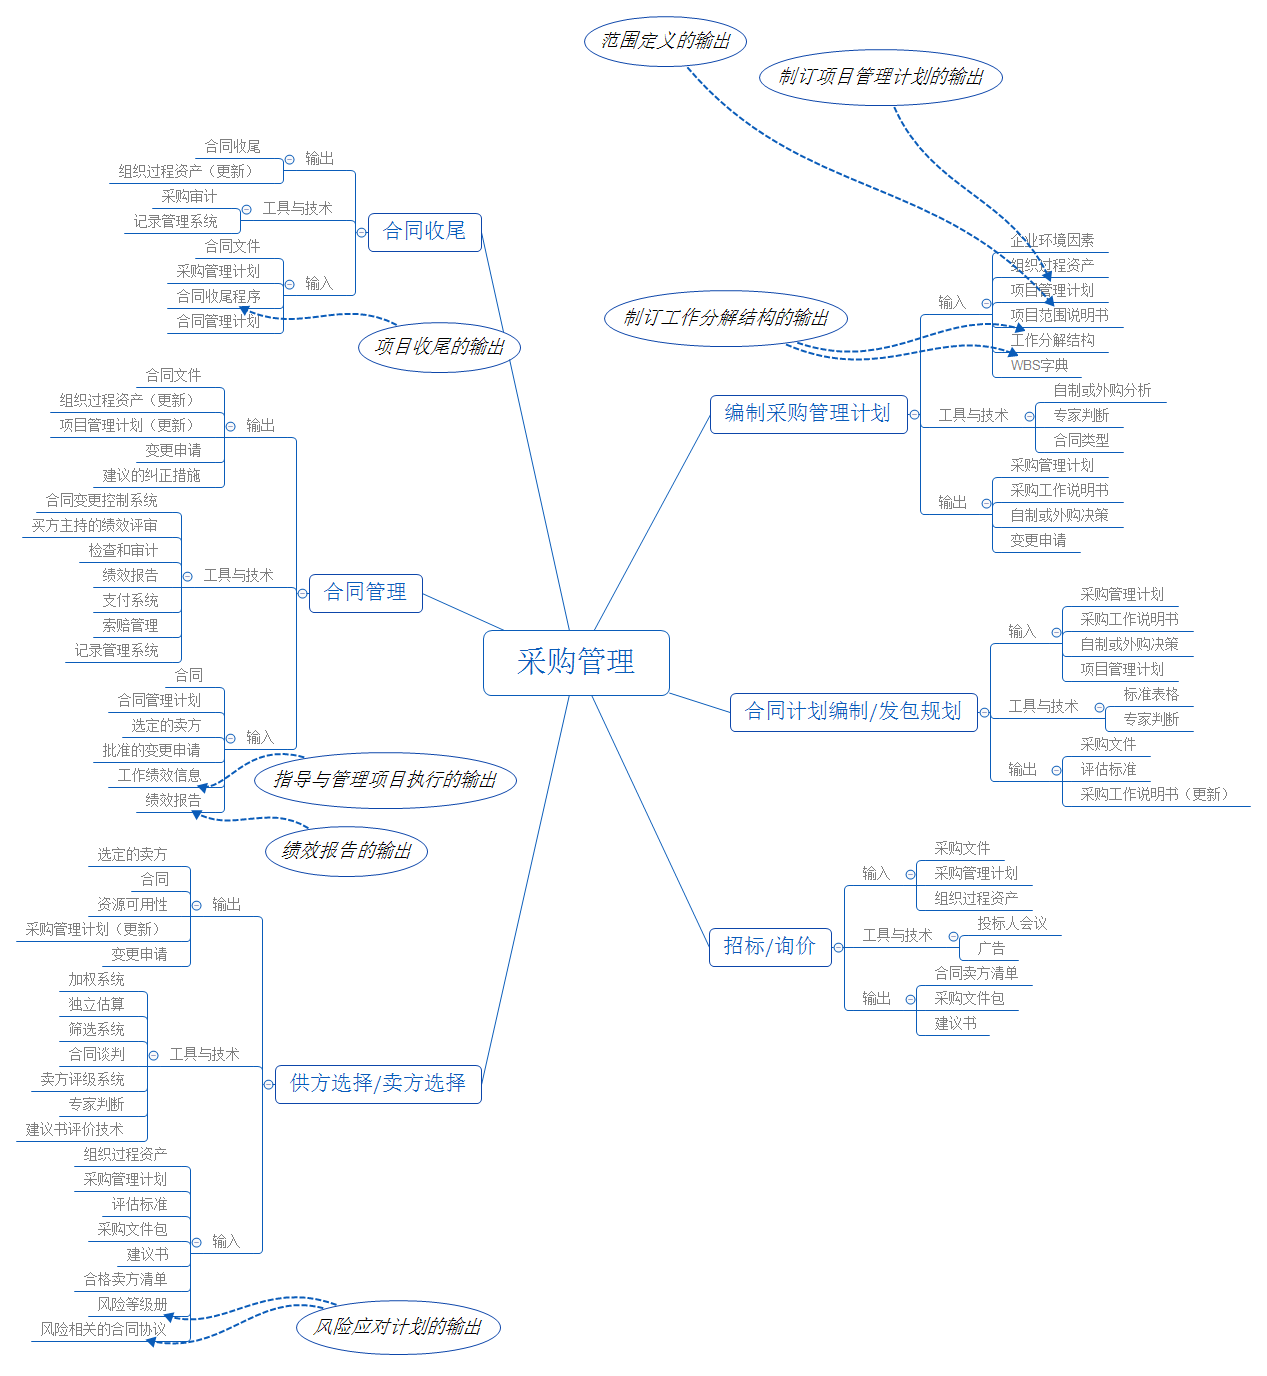 采购管理
范围定义的输出
制订项目管理计划的输出
编制采购管理计划
输入
企业环境因素
组织过程资产
项目管理计划
项目范围说明书
工作分解结构
WBS字典
制订工作分解结构的输出
工具与技术
自制或外购分析
专家判断
合同类型
输出
采购管理计划
采购工作说明书
自制或外购决策
变更申请
合同计划编制/发包规划
输入
采购管理计划
采购工作说明书
自制或外购决策
项目管理计划
工具与技术
标准表格
专家判断
输出
采购文件
评估标准
采购工作说明书（更新）
招标/询价
输入
采购文件
采购管理计划
组织过程资产
工具与技术
投标人会议
广告
输出
合同卖方清单
采购文件包
建议书
合同收尾
输出
合同收尾
组织过程资产（更新）
工具与技术
采购审计
记录管理系统
输入
合同文件
采购管理计划
合同收尾程序
合同管理计划
项目收尾的输出
合同管理
输出
合同文件
组织过程资产（更新）
项目管理计划（更新）
变更申请
建议的纠正措施
工具与技术
合同变更控制系统
买方主持的绩效评审
检查和审计
绩效报告
支付系统
索赔管理
记录管理系统
输入
合同
合同管理计划
选定的卖方
批准的变更申请
工作绩效信息
绩效报告
指导与管理项目执行的输出
绩效报告的输出
供方选择/卖方选择
输出
选定的卖方
合同
资源可用性
采购管理计划（更新）
变更申请
工具与技术
加权系统
独立估算
筛选系统
合同谈判
卖方评级系统
专家判断
建议书评价技术
输入
组织过程资产
采购管理计划
评估标准
采购文件包
建议书
合格卖方清单
风险等级册
风险相关的合同协议
风险应对计划的输出